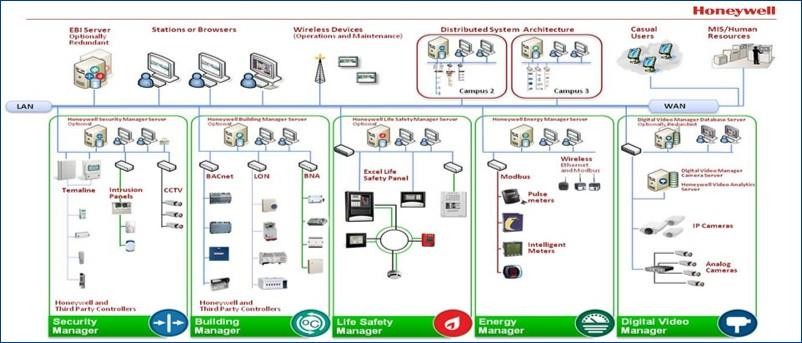 Honeywell
EBI Server
Optionally
Redundant
Stations or Browsers
Wireless Devices
(Operations and Maintenance)
Distributed System Architecture
Campus 2
Campus 3
Casual
Users
MIS/Human
Resources
LAN
WAN
Honeywell Security Manager Server
Optional
Temaline
Intrusion
Panels
CCTV
Honeywell and
Third Party Controllers
Security
Manager
Honeywell Building Manager Server
Optional
BACnet
LON
BNA
Honeywell and
Third Party Controllers
Building
Manager
Honeywell Life Safety Manager Server
Optional
Excel Life
Safety Panel
Life Safety
Manager
Honeywell Energy Manager Server
Optional
Modbus
Wireless
Ethernet
and Modbus
Pulse
meters
Intelligent
Meters
Energy
Manager
Digital Video Manager Database Server
Optionally Redundant
Digital Video Manager
Camera Server
Honeywell Video Analytics
Server
IP Cameras
Analog
Cameras
Digital Video
Manager